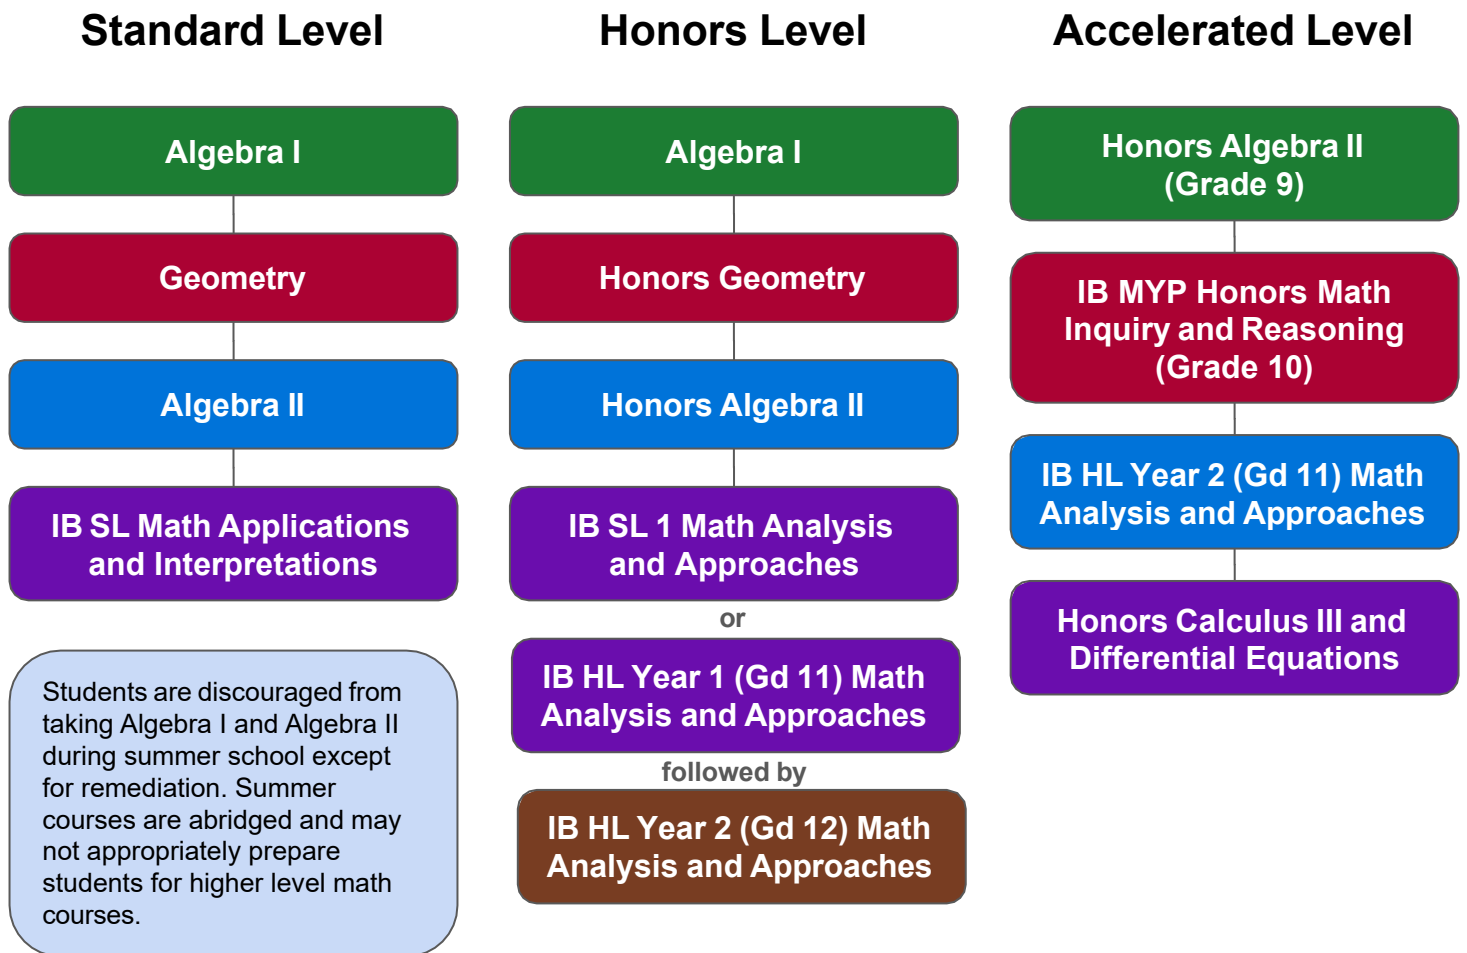 Standard Level
Algebra I
Geometry
Algebra II
IB SL Math Applications
and Interpretations
Students are discouraged from
taking Algebra I and Algebra II
during summer school except
for remediation. Summer
courses are abridged and may
not appropriately prepare
students for higher level math
courses.
Honors Level
Algebra I
Honors Geometry
Honors Algebra II
IB SL 1 Math Analysis
and Approaches
or
IB HL Year 1 (Gd 11) Math
Analysis and Approaches
followed by
IB HL Year 2 (Gd 12) Math
Analysis and Approaches
Accelerated Level
Honors Algebra II
(Grade 9)
IB MYP Honors Math
Inquiry and Reasoning
(Grade 10)
IB HL Year 2 (Gd 11) Math
Analysis and Approaches
Honors Calculus III and
Differential Equations